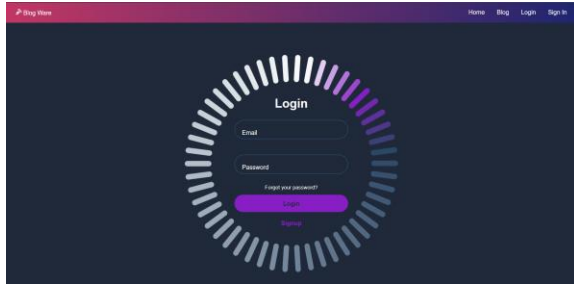 Blog Ware
Home Blog Login Sign In
Login
Email
Password
Forgot your password?
Login
Signup